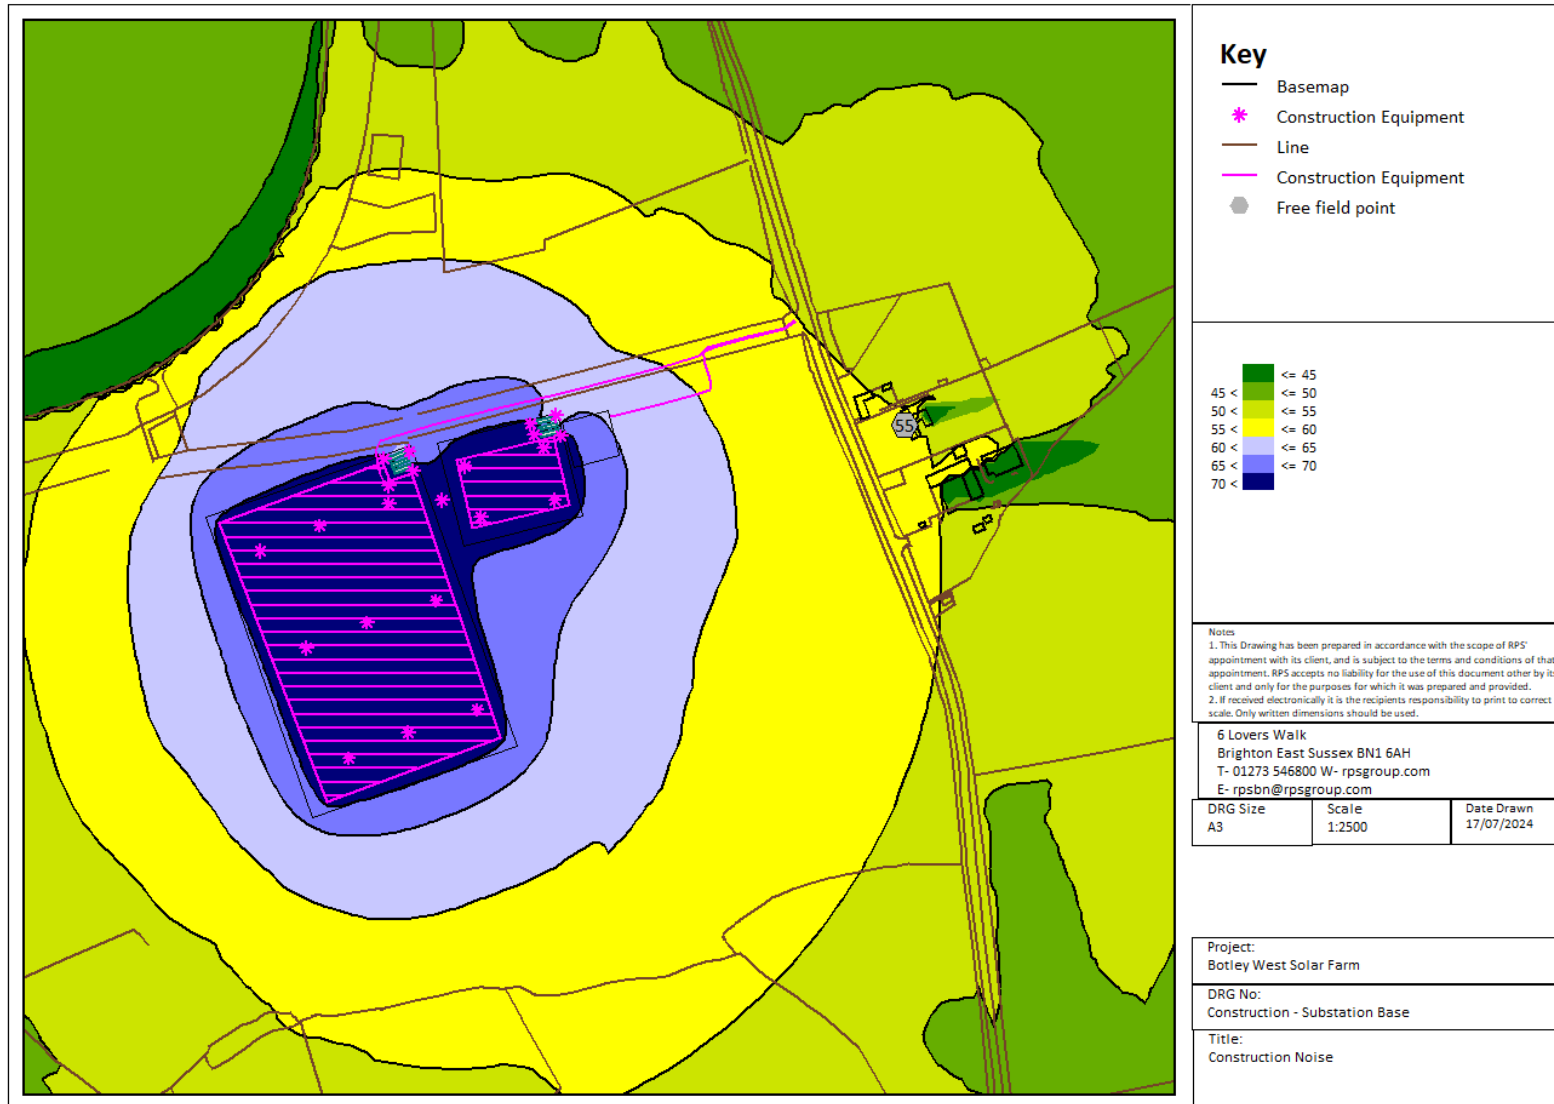 Key
Basemap
Construction Equipment
Line
Construction Equipment
Free field point
55
<= 45
45 < <= 50
50 < <= 55
55 < <= 60
60 < <= 65
65 < <= 70
70 <
Notes
1. This Drawing has been prepared in accordance with the scope of RPS'
appointment with its client, and is subject to the terms and conditions of that
appointment. RPS accepts no liability for the use of this document other by its
client and only for the purposes for which it was prepared and provided.
2. If received electronically it is the recipients responsibility to print to correct
scale. Only written dimensions should be used.
6 Lovers Walk
Brighton East Sussex BN1 6AH
T- 01273 546800 W- rpsgroup.com
E- rpsbn@rpsgroup.com
DRG Size Scale Date Drawn
A3 1:2500 17/07/2024
Project:
Botley West Solar Farm
DRG No:
Construction - Substation Base
Title:
Construction Noise